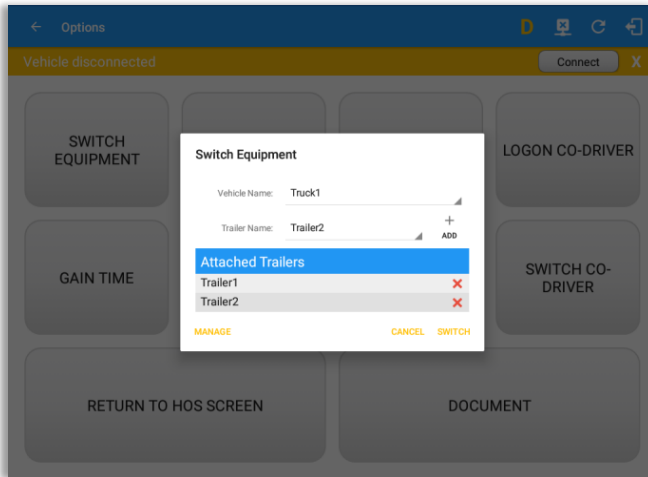 Options
D
Vehicle disconnected
Connect
X
SWITCH
EQUIPMENT
LOGON CO-DRIVER
Switch Equipment
Vehicle Name:
Truck1
Trailer Name:
Trailer2
+
ADD
Attached Trailers
Trailer1
Trailer2
MANAGE
CANCEL
SWITCH
GAIN TIME
SWITCH CO-
DRIVER
RETURN TO HOS SCREEN
DOCUMENT